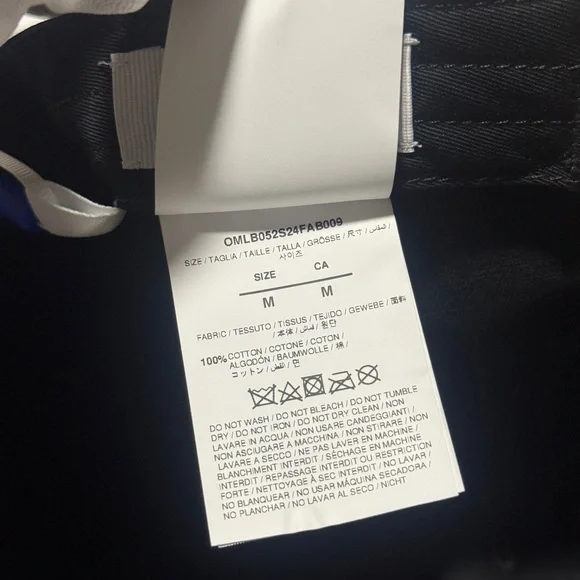 OMLB052S24FAB009
SIZE / TAGLIA / TAILLE / TALLA / GRÖSSE / 尺寸 / المقاس /
사이즈
SIZE CA
M M
FABRIC / TESSUTO / TISSUS / TEJIDO / GEWEBE / 面料
/ 本体 / قماش / 원단
100% COTTON / COTONE / COTON /
ALGODÓN / BAUMWOLLE / 棉 /
コットン / القطن / 면
DO NOT WASH / DO NOT BLEACH / DO NOT TUMBLE
DRY / DO NOT IRON / DO NOT DRY CLEAN / NON
LAVARE IN ACQUA / NON USARE CANDEGGIANTI /
NON ASCIUGARE A MACCHINA / NON STIRARE / NON
LAVARE A SECCO / NE PAS LAVER EN MACHINE /
BLANCHIMENT INTERDIT / SÈCHAGE EN MACHINE
INTERDIT / REPASSAGE INTERDIT OU RESTRICTION
FORTE / NETTOYAGE À SEC INTERDIT / NO LAVAR /
NO BLANQUEAR / NO USAR MÁQUINA SECADORA /
NO PLANCHAR / NO LAVAR AL SECO / NICHT